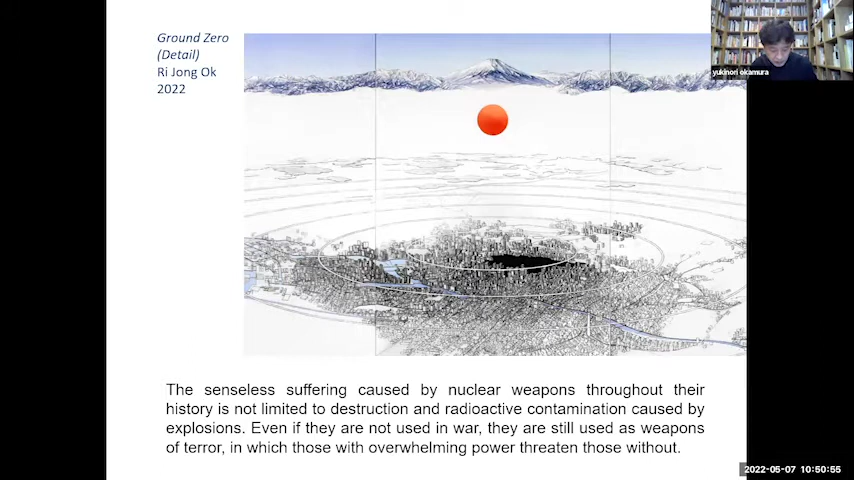 Ground Zero
(Detail)
Ri Jong Ok
2022
yukinori okamura
The senseless suffering caused by nuclear weapons throughout their
history is not limited to destruction and radioactive contamination caused by
explosions. Even if they are not used in war, they are still used as weapons
of terror, in which those with overwhelming power threaten those without.
2022-05-07 10:50:55